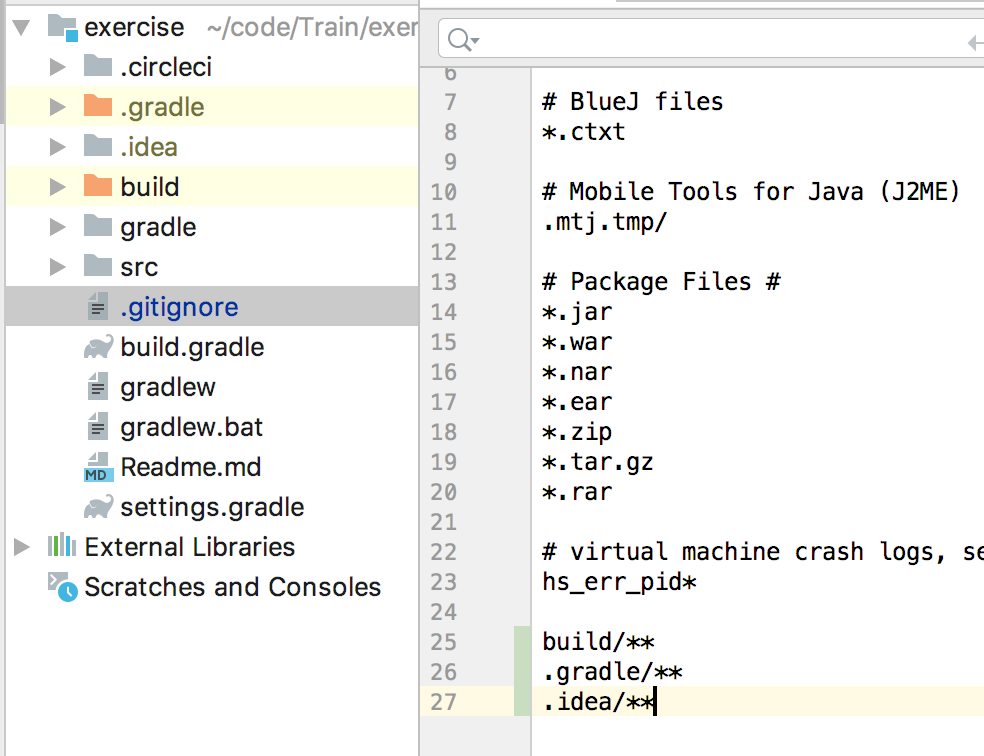 exercise ~/code/Train/exer
.circleci
.gradle
.idea
build
gradle
src
.gitignore
build.gradle
gradlew
gradlew.bat
MD Readme.md
settings.gradle
External Libraries
Scratches and Consoles
6
7 # BlueJ files
8 *.ctxt
9
10 # Mobile Tools for Java (J2ME)
11 .mtj.tmp/
12
13 # Package Files #
14 *.jar
15 *.war
16 *.nar
17 *.ear
18 *.zip
19 *.tar.gz
20 *.rar
21
22 # virtual machine crash logs, se
23 hs_err_pid*
24
25 build/**
26 .gradle/**
27 .idea/**